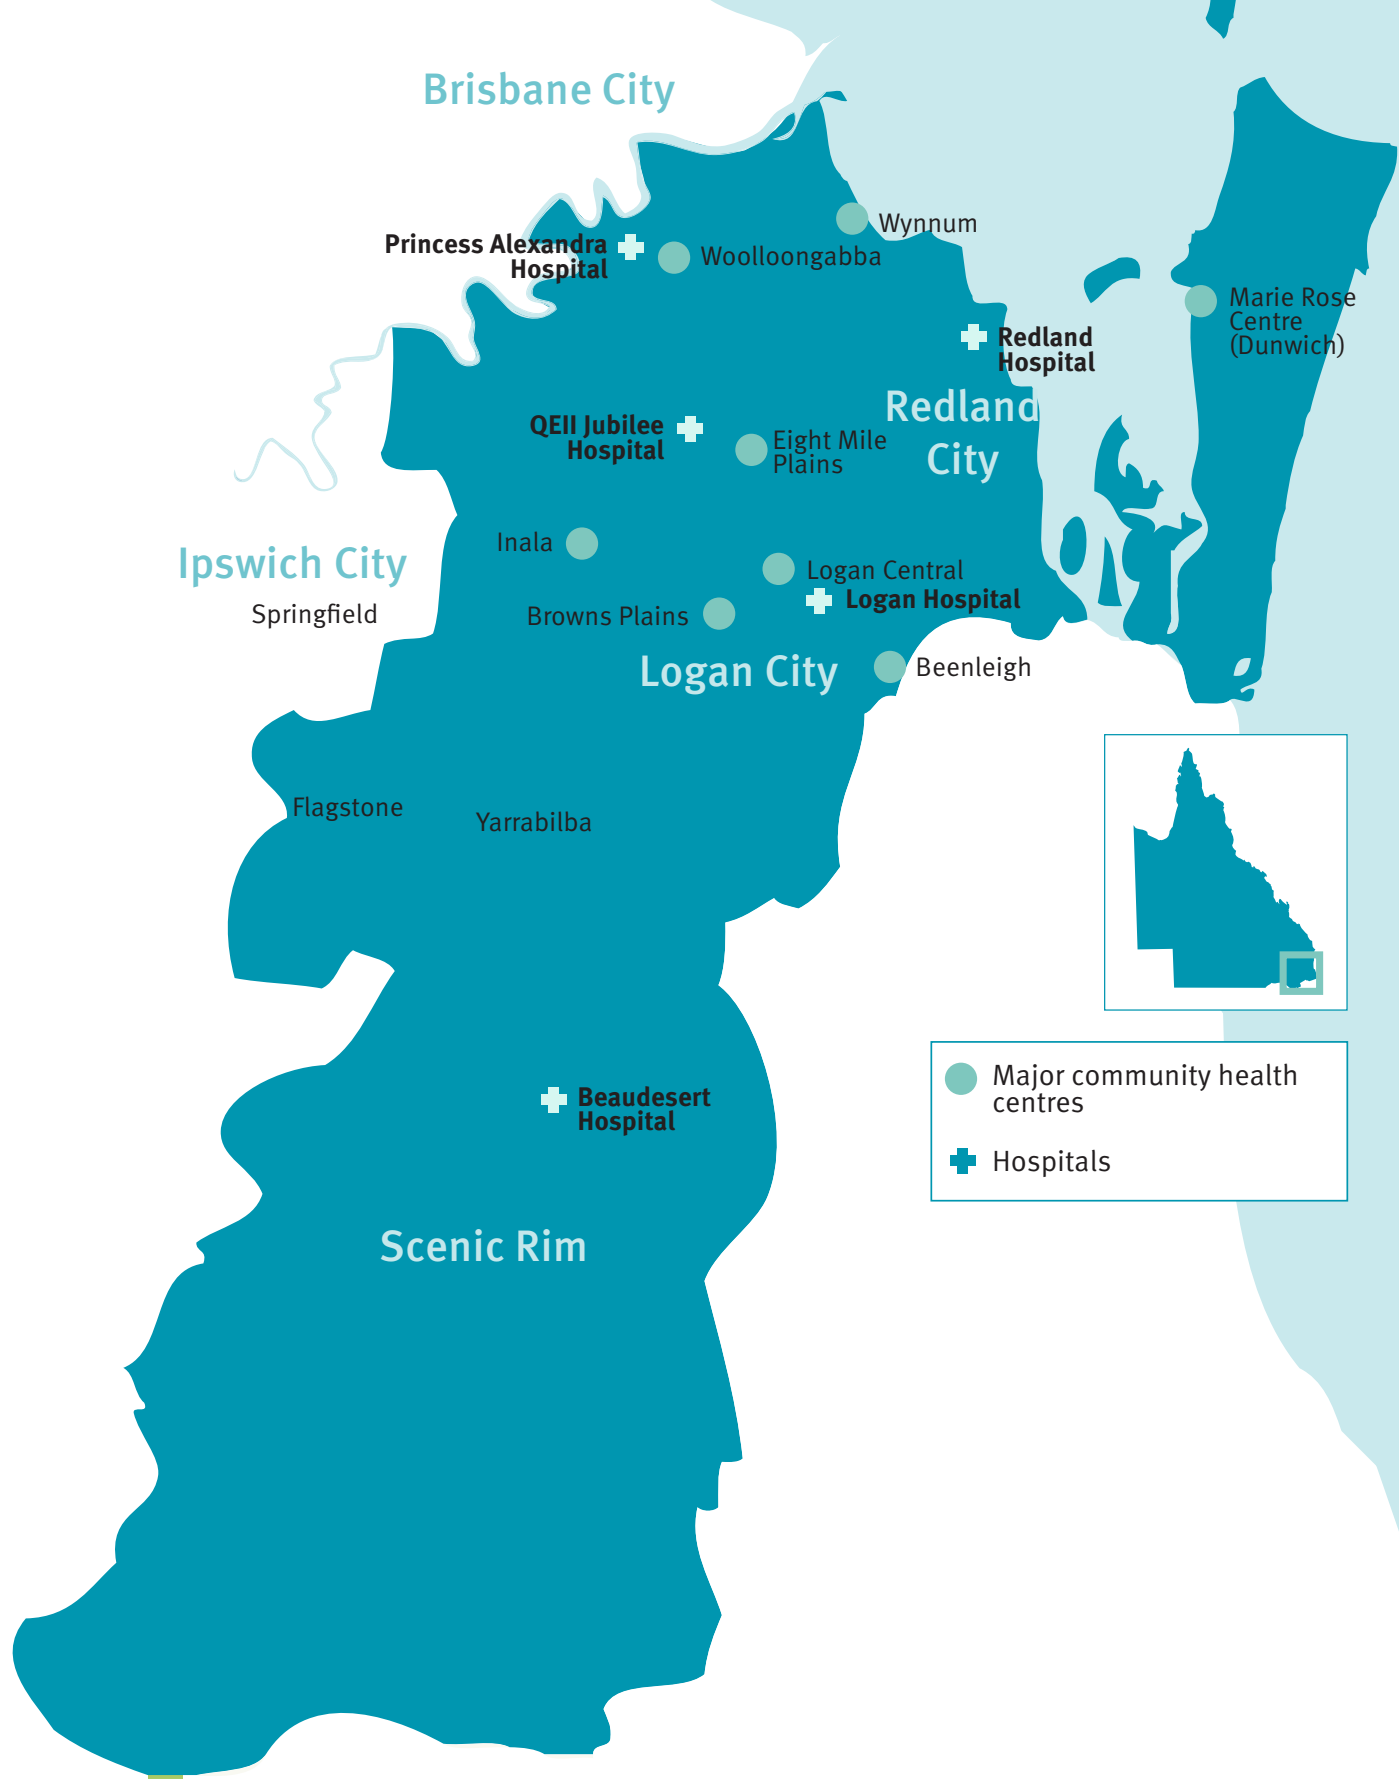 Brisbane City
Wynnum
Princess Alexandra
Hospital
Woolloongabba
Marie Rose
Centre
(Dunwich)
Redland
Hospital
Redland
City
QEII Jubilee
Hospital
Eight Mile
Plains
Inala
Ipswich City
Springfield
Logan Central
Logan Hospital
Browns Plains
Logan City
Beenleigh
Flagstone
Yarrabilba
Major community health
centres
Hospitals
Beaudesert
Hospital
Scenic Rim